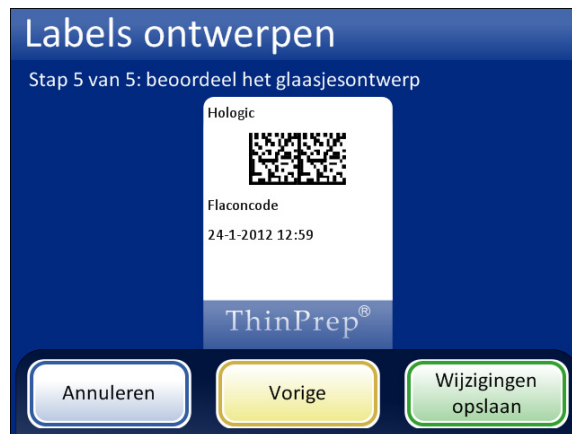 Labels ontwerpen
Stap 5 van 5: beoordeel het glaasjesontwerp
Hologic
Flaconcode
24-1-2012 12:59
ThinPrep®
Annuleren
Vorige
Wijzigingen
opslaan